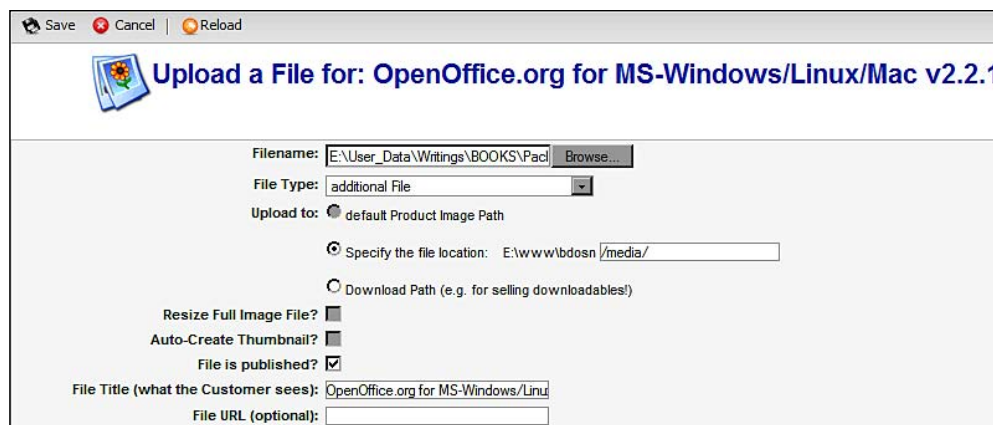 Save Cancel | Reload
Upload a File for: OpenOffice.org for MS-Windows/Linux/Mac v2.2.1
Filename: E:\User_Data\Writings\BOOKS\Pacl Browse...
File Type: additional File
Upload to: default Product Image Path
Specify the file location: E:\www\bdosn /media/
Download Path (e.g. for selling downloadables!)
Resize Full Image File?
Auto-Create Thumbnail?
File is published?
File Title (what the Customer sees): OpenOffice.org for MS-Windows/Linu
File URL (optional):